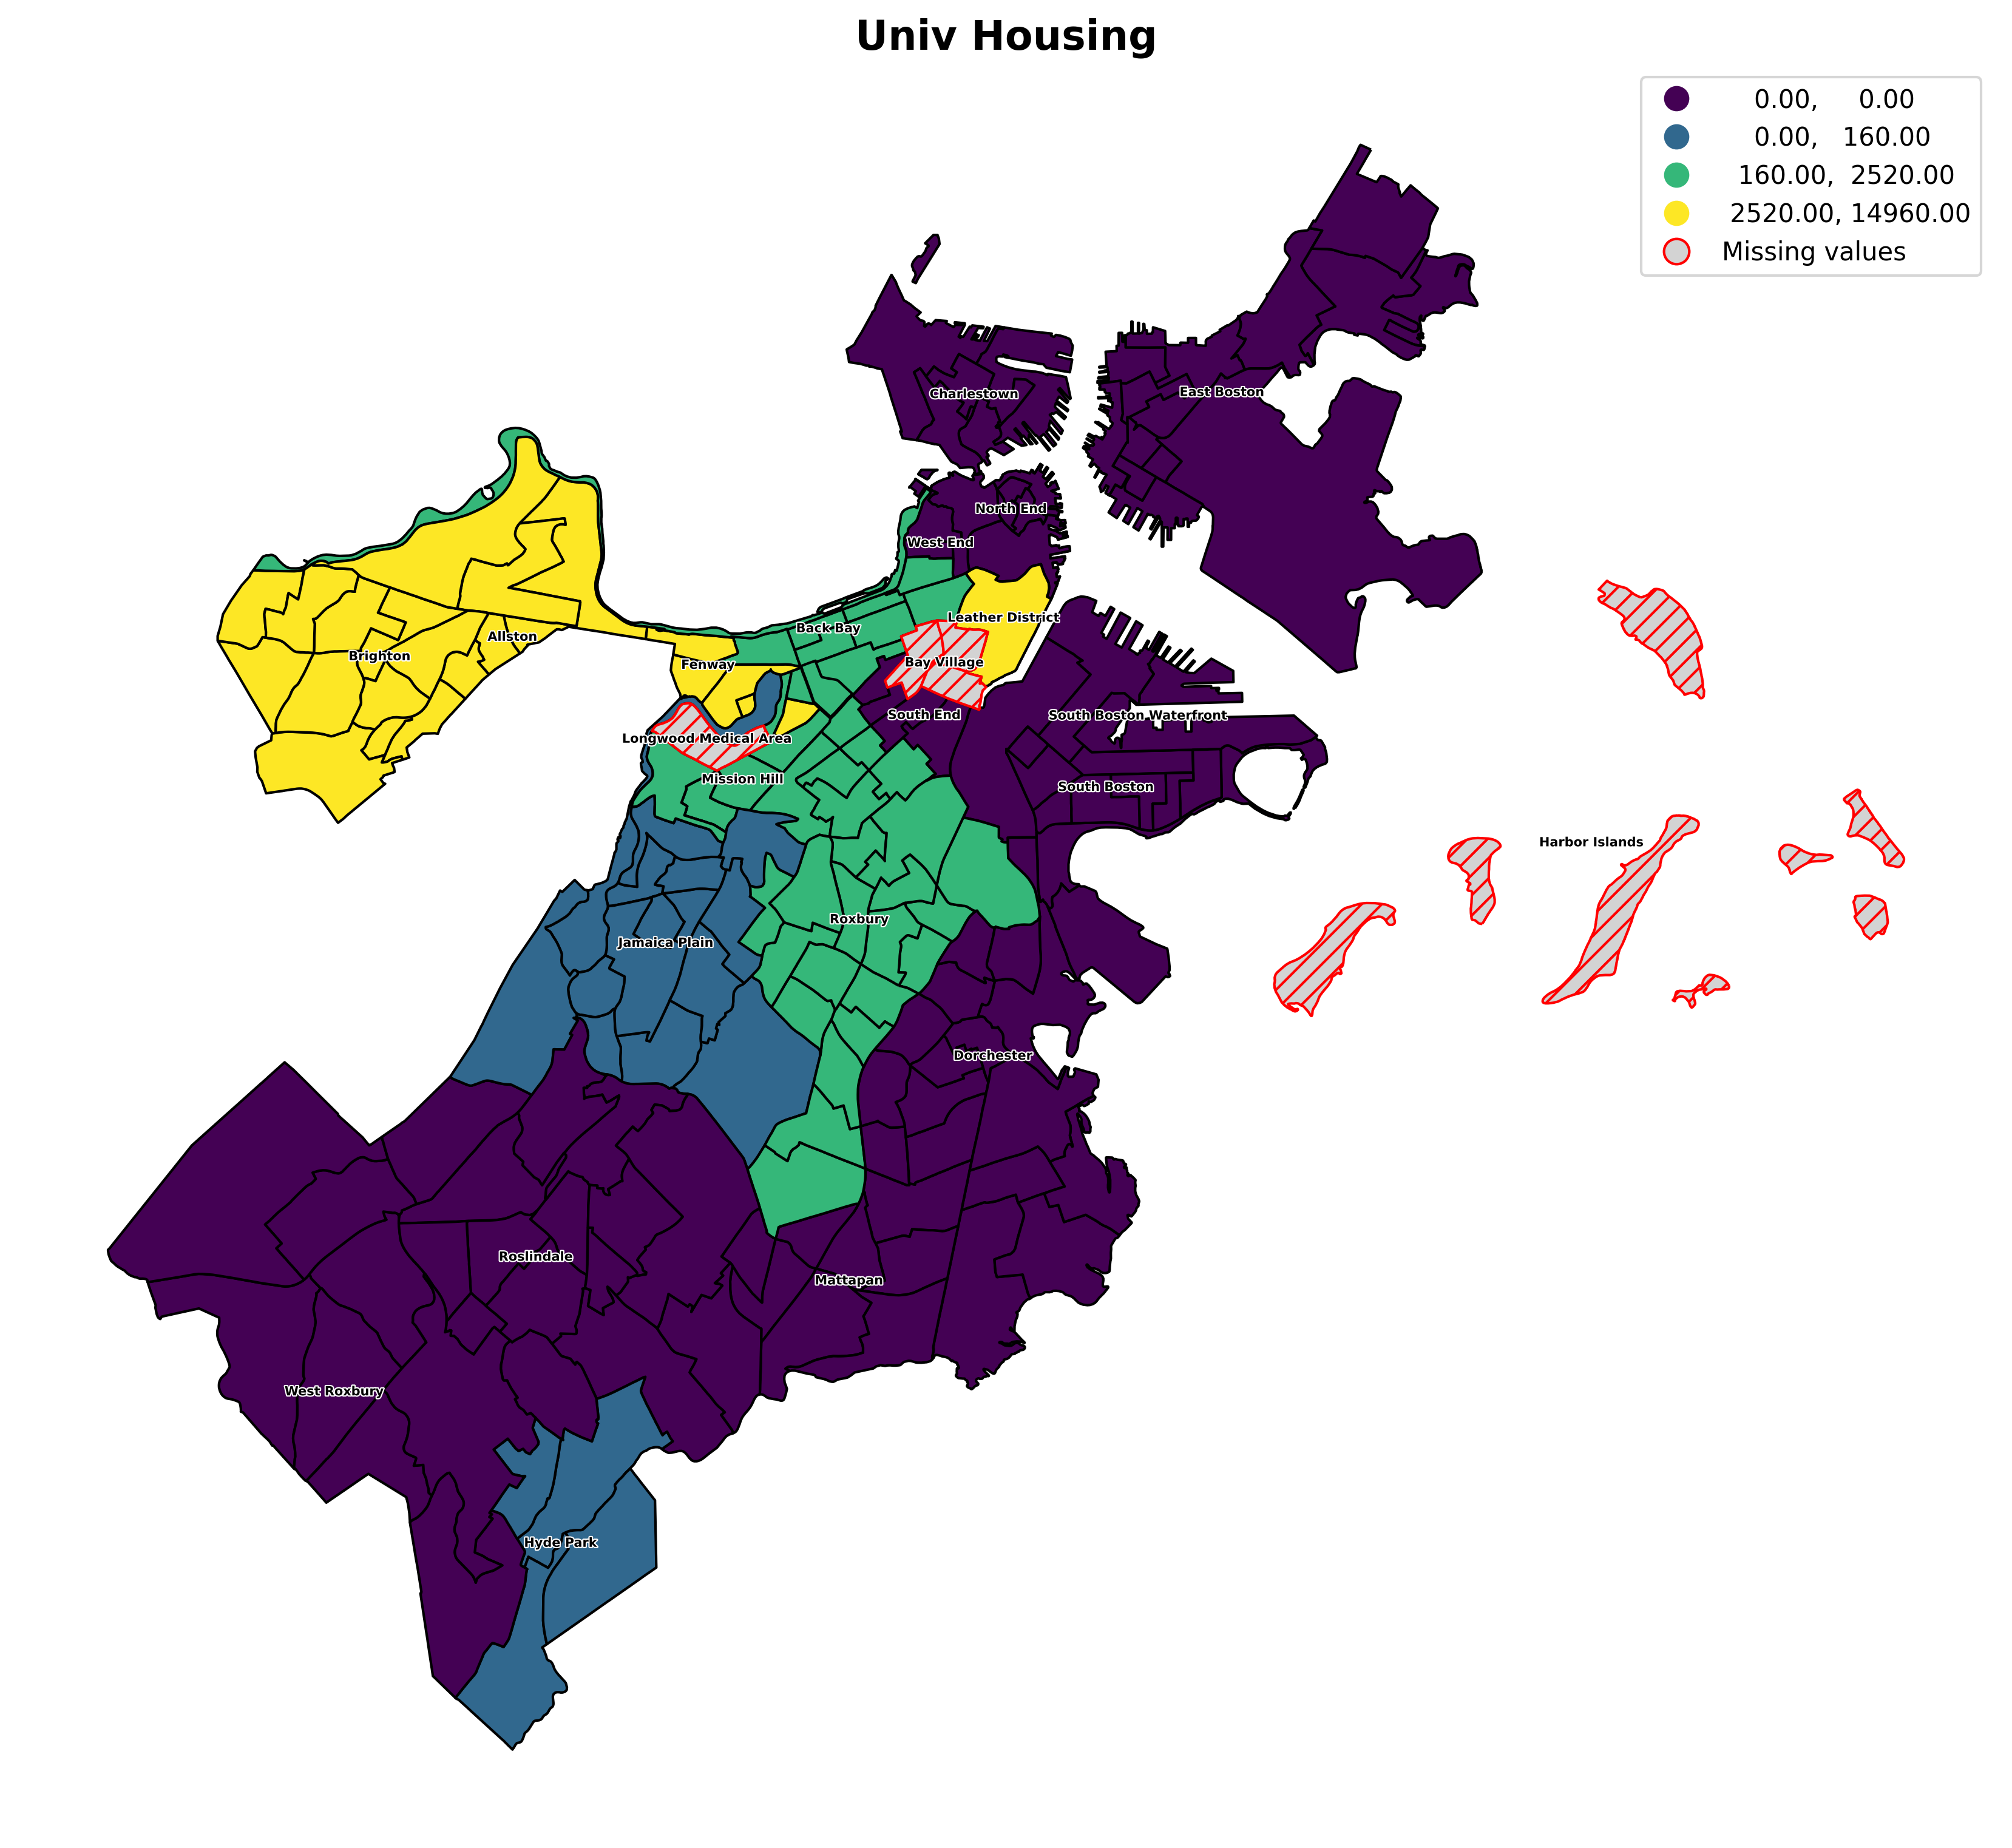 Univ Housing
0.00, 0.00
0.00, 160.00
160.00, 2520.00
2520.00, 14960.00
Missing values
Charlestown
East Boston
North End
West End
Leather District
Back Bay
Allston
Brighton
Fenway
Bay Village
South End
South Boston Waterfront
Longwood Medical Area
Mission Hill
South Boston
Harbor Islands
Roxbury
Jamaica Plain
Dorchester
Roslindale
Mattapan
West Roxbury
Hyde Park